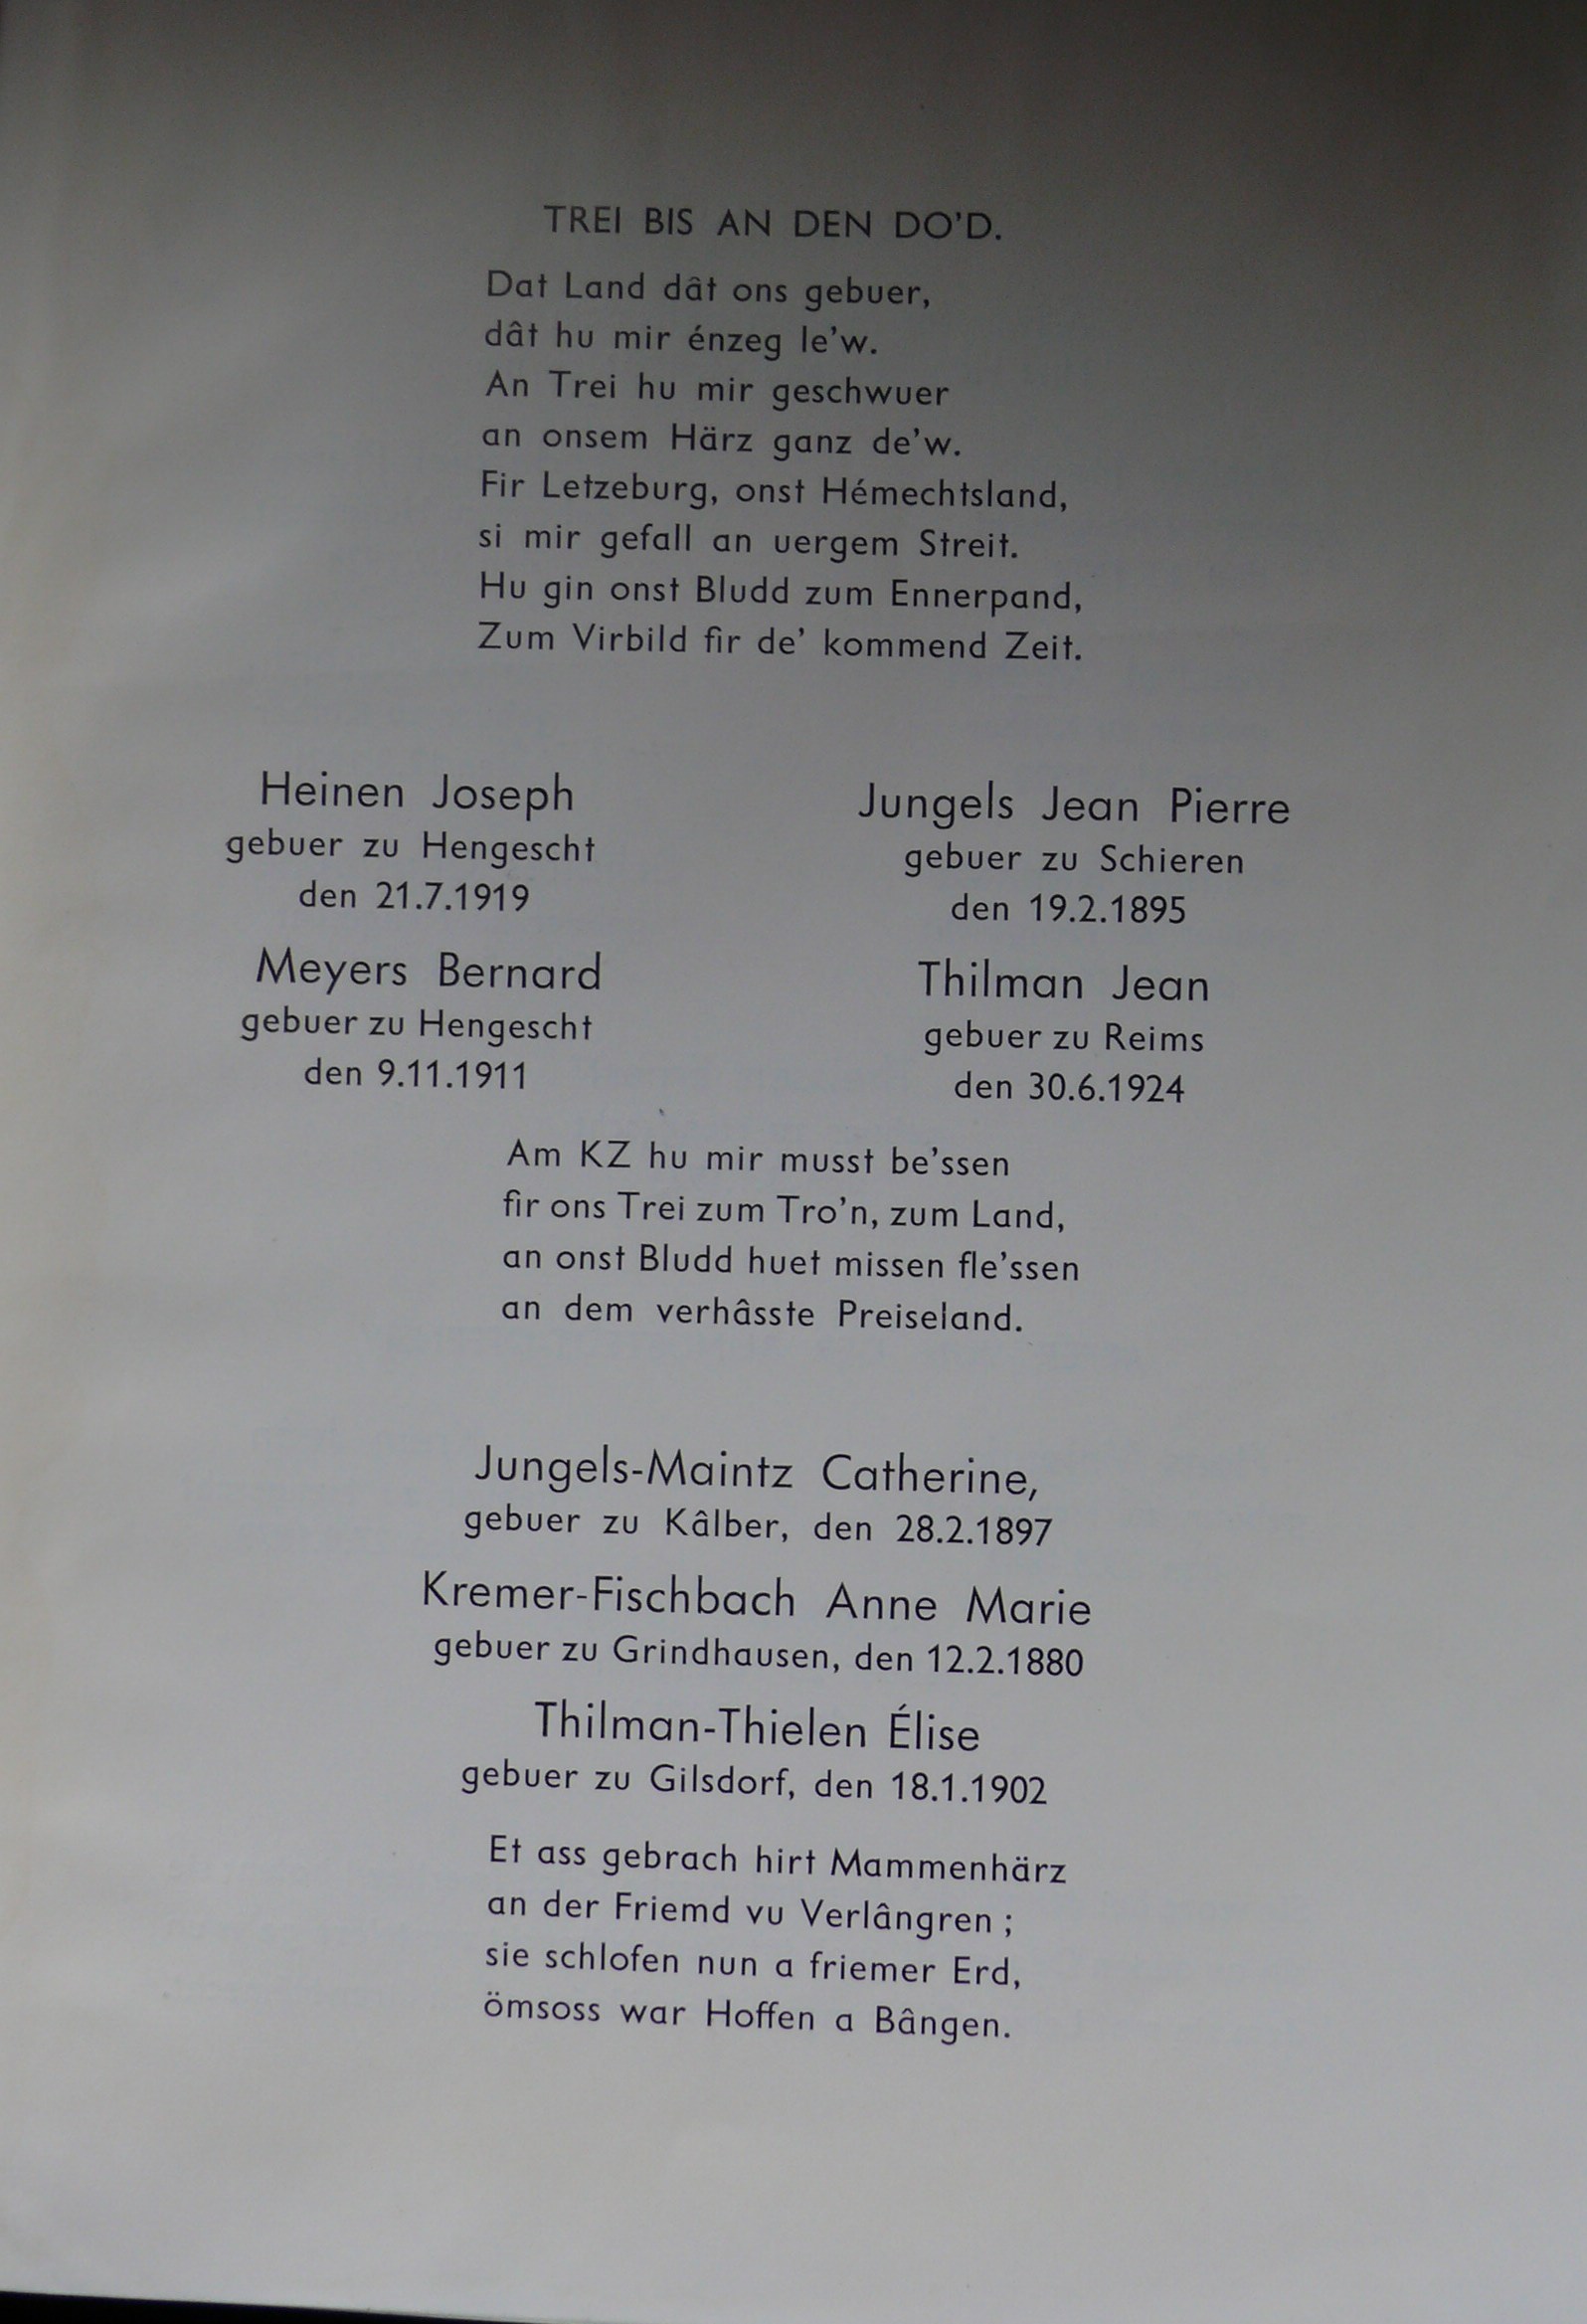 TREI BIS AN DEN DO'D.
Dat Land dât ons gebuer,
dât hu mir énzeg le'w.
An Trei hu mir geschwuer
an onsem Härz ganz de'w.
Fir Letzeburg, onst Hémechtsland,
si mir gefall an uergem Streit.
Hu gin onst Bludd zum Ennerpand,
Zum Virbild fir de' kommend Zeit.
Heinen Joseph
gebuer zu Hengescht
den 21.7.1919
Meyers Bernard
gebuer zu Hengescht
den 9.11.1911
Jungels Jean Pierre
gebuer zu Schieren
den 19.2.1895
Thilman Jean
gebuer zu Reims
den 30.6.1924
Am KZ hu mir musst be'ssen
fir ons Trei zum Tro'n, zum Land,
an onst Bludd huet missen fle'ssen
an dem verhâsste Preiseland.
Jungels-Maintz Catherine,
gebuer zu Kâlber, den 28.2.1897
Kremer-Fischbach Anne Marie
gebuer zu Grindhausen, den 12.2.1880
Thilman-Thielen Élise
gebuer zu Gilsdorf, den 18.1.1902
Et ass gebrach hirt Mammenhärz
an der Friemd vu Verlângren ;
sie schlofen nun a friemer Erd,
ömsoss war Hoffen a Bângen.